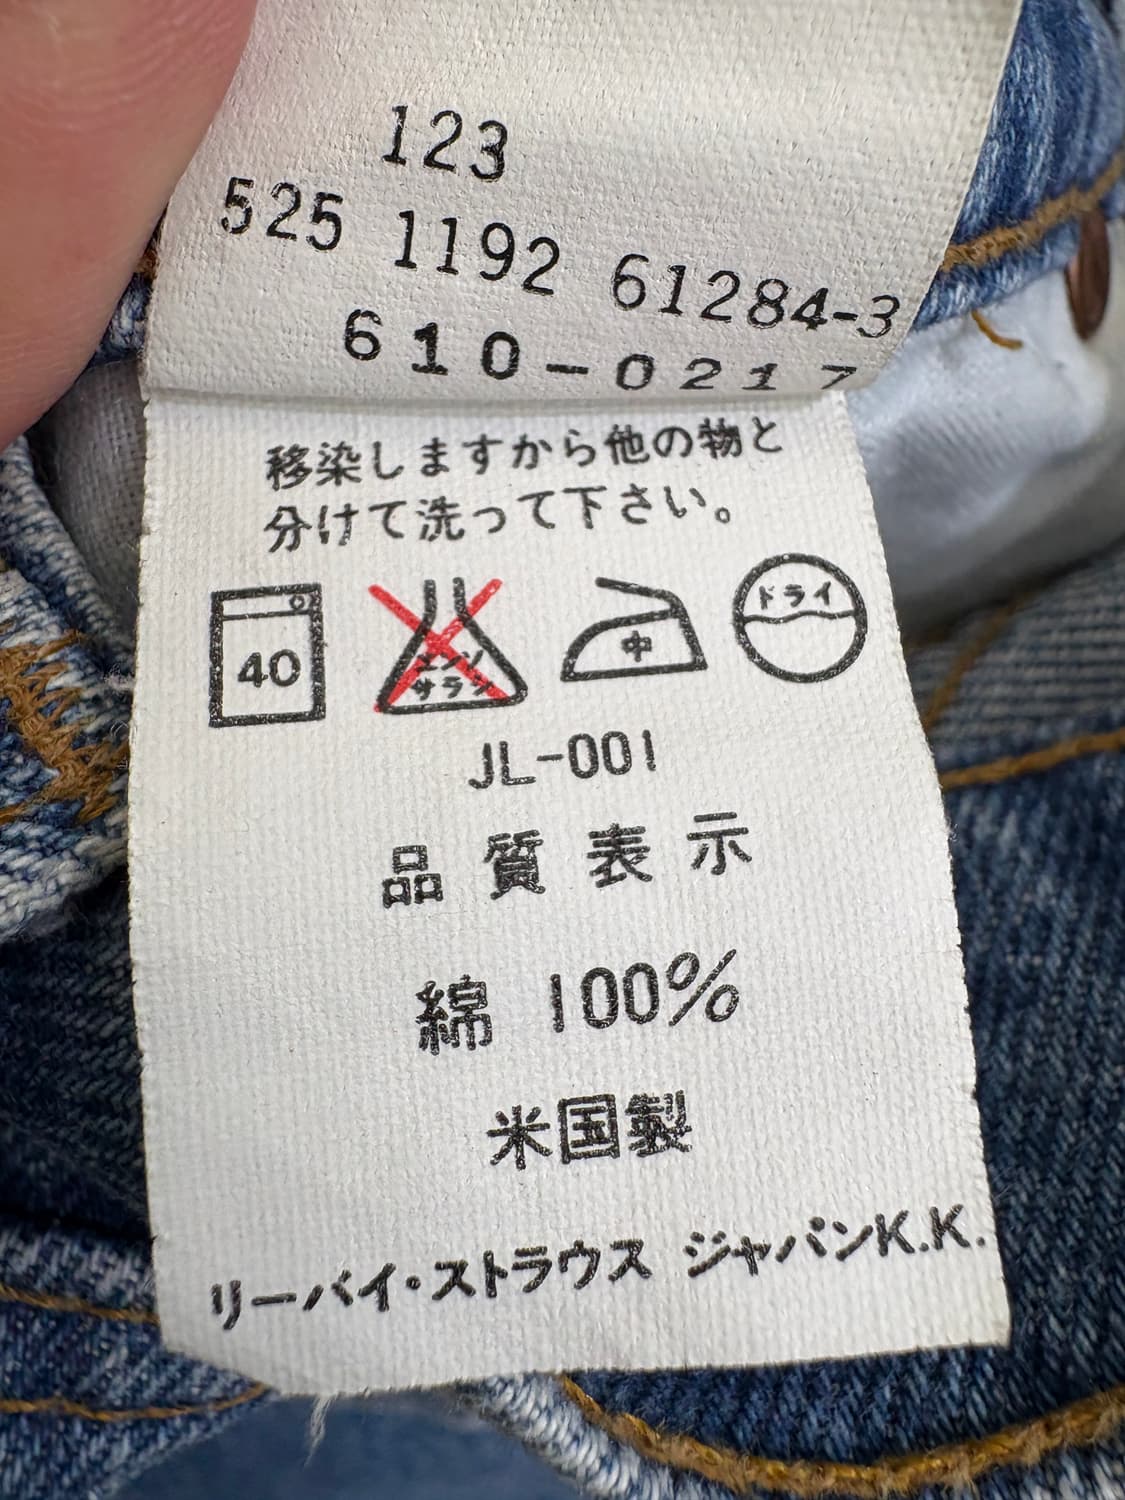 123
525 1192 61284-3
610-0217
移染しますから他の物と
分けて洗って下さい。
40
エンソ
サラシ
中
ドライ
JL-001
品質表示
綿 100%
米国製
リーバイ・ストラウス ジャパンK.K.